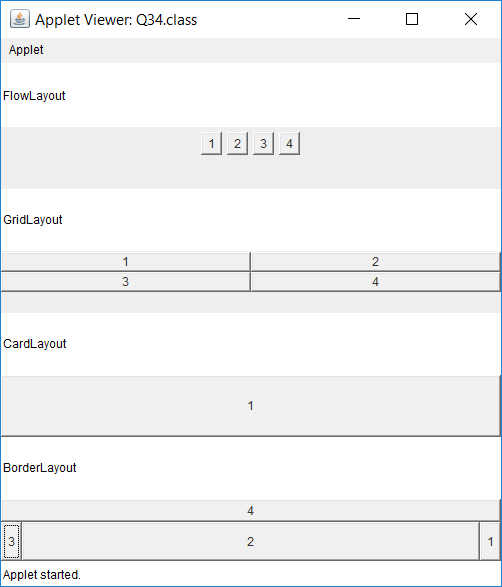 Applet Viewer: Q34.class
Applet
FlowLayout
1 2 3 4
GridLayout
1 2
3 4
CardLayout
1
BorderLayout
4
3 2 1
Applet started.